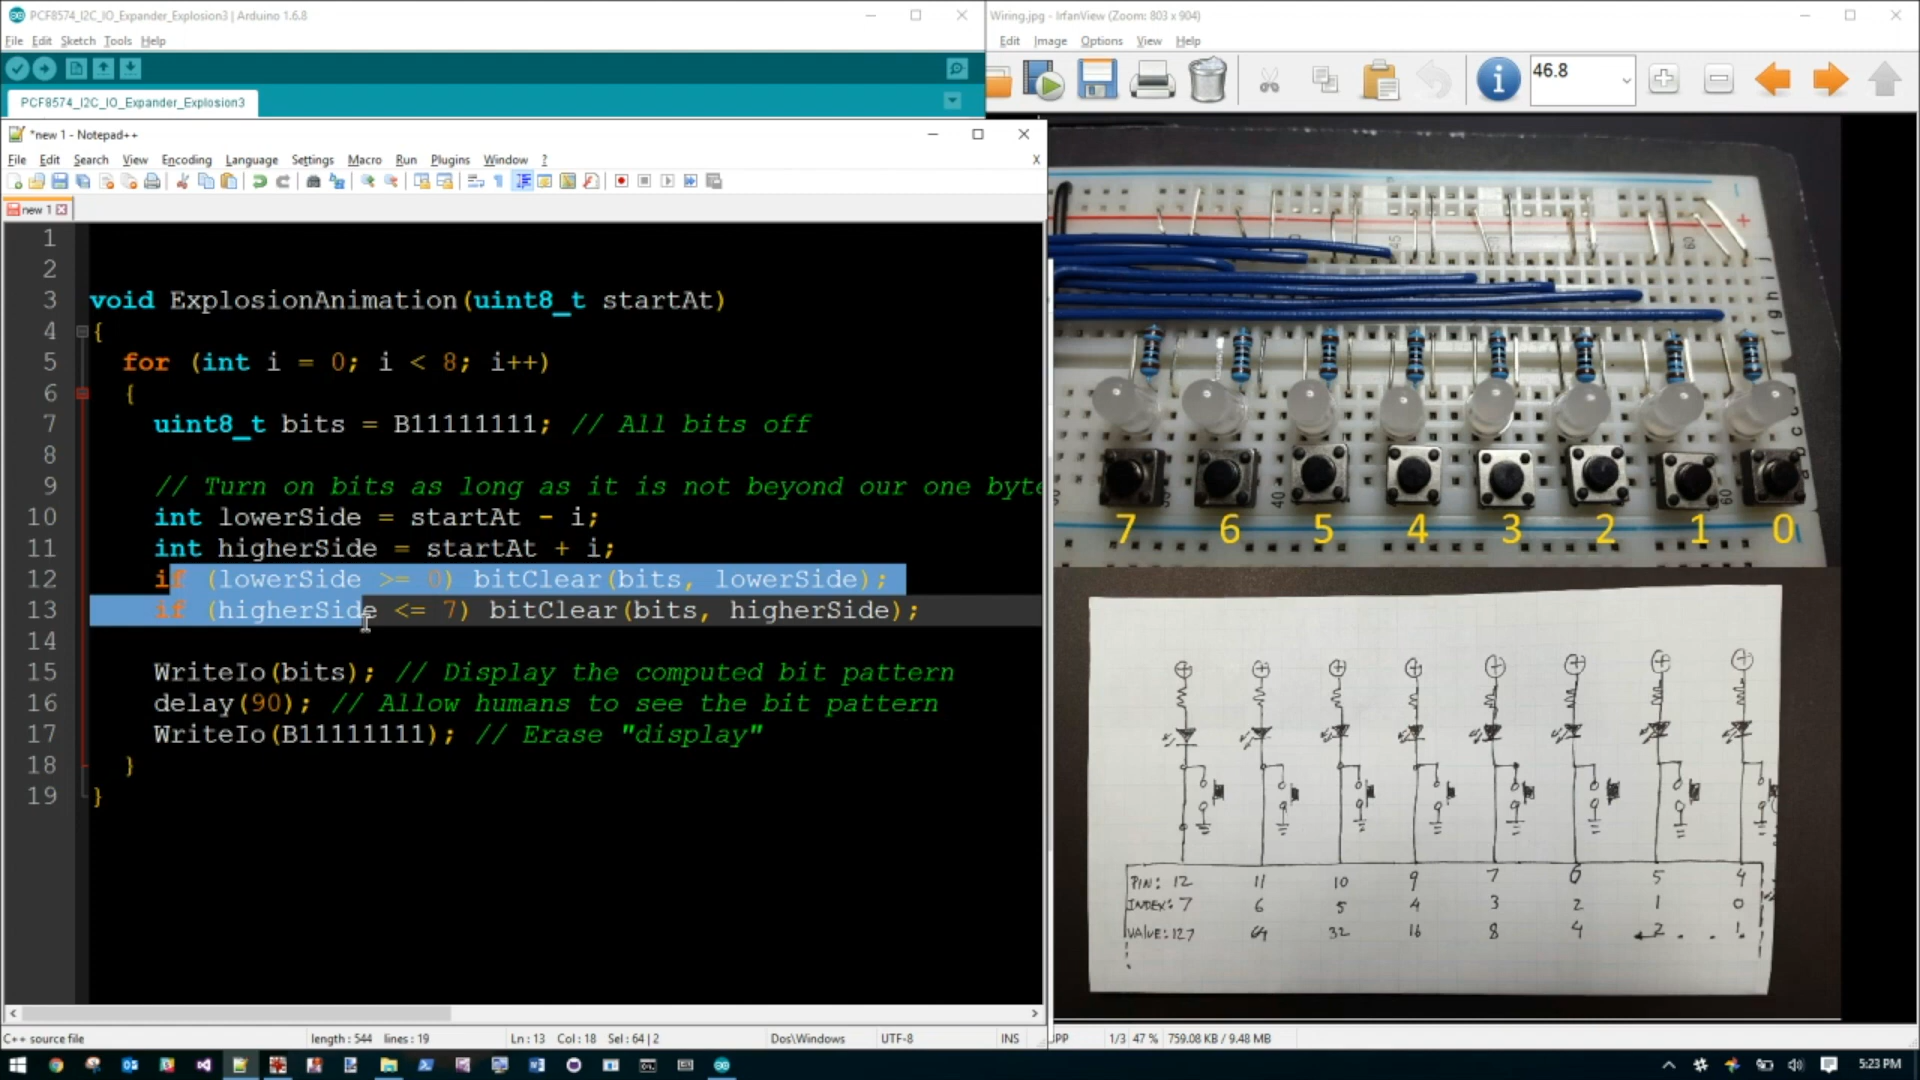 PCF8574_I2C_IO_Expander_Explosion3 | Arduino 1.6.8
File Edit Sketch Tools Help
PCF8574_I2C_IO_Expander_Explosion3
*new 1 - Notepad++
File Edit Search View Encoding Language Settings Macro Run Plugins Window ? X
new 1
1
2
3 void ExplosionAnimation(uint8_t startAt)
4 {
5 for (int i = 0; i < 8; i++)
6 {
7 uint8_t bits = B11111111; // All bits off
8
9 // Turn on bits as long as it is not beyond our one byte
10 int lowerSide = startAt - i;
11 int higherSide = startAt + i;
12 if (lowerSide >= 0) bitClear(bits, lowerSide);
13 if (higherSide <= 7) bitClear(bits, higherSide);
14
15 WriteIo(bits); // Display the computed bit pattern
16 delay(90); // Allow humans to see the bit pattern
17 WriteIo(B11111111); // Erase "display"
18 }
19 }
C++ source file length : 544 lines : 19 Ln : 13 Col : 18 Sel : 64 | 2 Dos\Windows UTF-8 INS
Wiring.jpg - IrfanView (Zoom: 803 x 904)
Edit Image Options View Help
46.8
45
60
f g h i j
a b c
40
60
7 6 5 4 3 2 1 0
PIN: 12 11 10 9 7 6 5 4
INDEX: 7 6 5 4 3 2 1 0
VALUE: 127 64 32 16 8 4 2 1
JPP 1/3 47 % 759.08 KB / 9.48 MB
5:23 PM